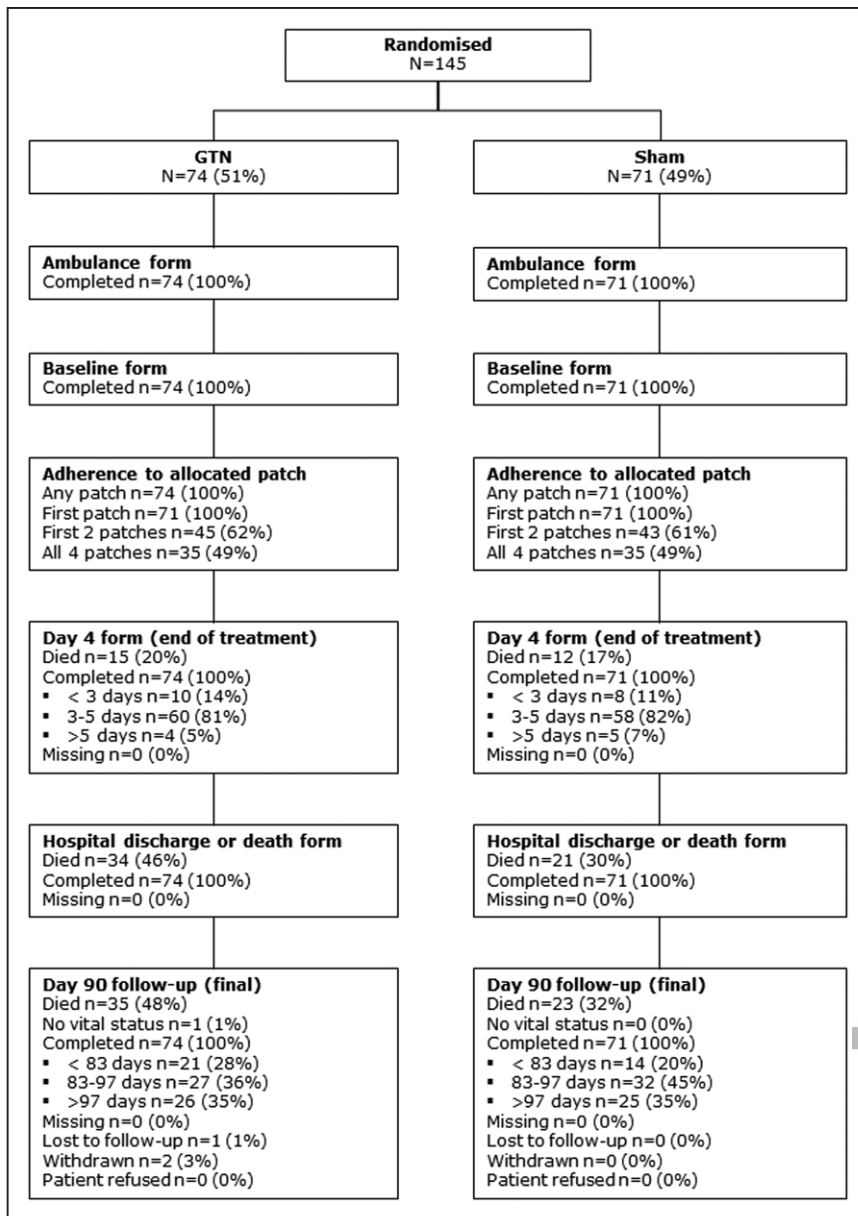 Randomised
N=145
GTN
N=74 (51%)
Sham
N=71 (49%)
Ambulance form
Completed n=74 (100%)
Ambulance form
Completed n=71 (100%)
Baseline form
Completed n=74 (100%)
Baseline form
Completed n=71 (100%)
Adherence to allocated patch
Any patch n=74 (100%)
First patch n=71 (100%)
First 2 patches n=45 (62%)
All 4 patches n=35 (49%)
Adherence to allocated patch
Any patch n=71 (100%)
First patch n=71 (100%)
First 2 patches n=43 (61%)
All 4 patches n=35 (49%)
Day 4 form (end of treatment)
Died n=15 (20%)
Completed n=74 (100%)
▪ < 3 days n=10 (14%)
▪ 3-5 days n=60 (81%)
▪ >5 days n=4 (5%)
Missing n=0 (0%)
Day 4 form (end of treatment)
Died n=12 (17%)
Completed n=71 (100%)
▪ < 3 days n=8 (11%)
▪ 3-5 days n=58 (82%)
▪ >5 days n=5 (7%)
Missing n=0 (0%)
Hospital discharge or death form
Died n=34 (46%)
Completed n=74 (100%)
Missing n=0 (0%)
Hospital discharge or death form
Died n=21 (30%)
Completed n=71 (100%)
Missing n=0 (0%)
Day 90 follow-up (final)
Died n=35 (48%)
No vital status n=1 (1%)
Completed n=74 (100%)
▪ < 83 days n=21 (28%)
▪ 83-97 days n=27 (36%)
▪ >97 days n=26 (35%)
Missing n=0 (0%)
Lost to follow-up n=1 (1%)
Withdrawn n=2 (3%)
Patient refused n=0 (0%)
Day 90 follow-up (final)
Died n=23 (32%)
No vital status n=0 (0%)
Completed n=71 (100%)
▪ < 83 days n=14 (20%)
▪ 83-97 days n=32 (45%)
▪ >97 days n=25 (35%)
Missing n=0 (0%)
Lost to follow-up n=0 (0%)
Withdrawn n=0 (0%)
Patient refused n=0 (0%)